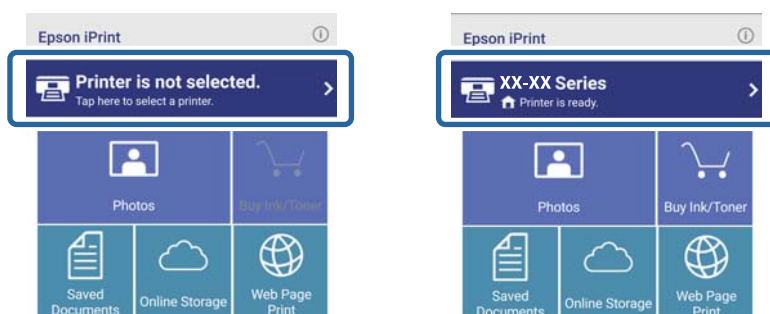 Epson iPrint
Printer is not selected.
Tap here to select a printer.
Photos
Buy Ink/Toner
Saved
Documents
Online Storage
Web Page
Print
Epson iPrint
XX-XX Series
Printer is ready.
Photos
Buy Ink/Toner
Saved
Documents
Online Storage
Web Page
Print